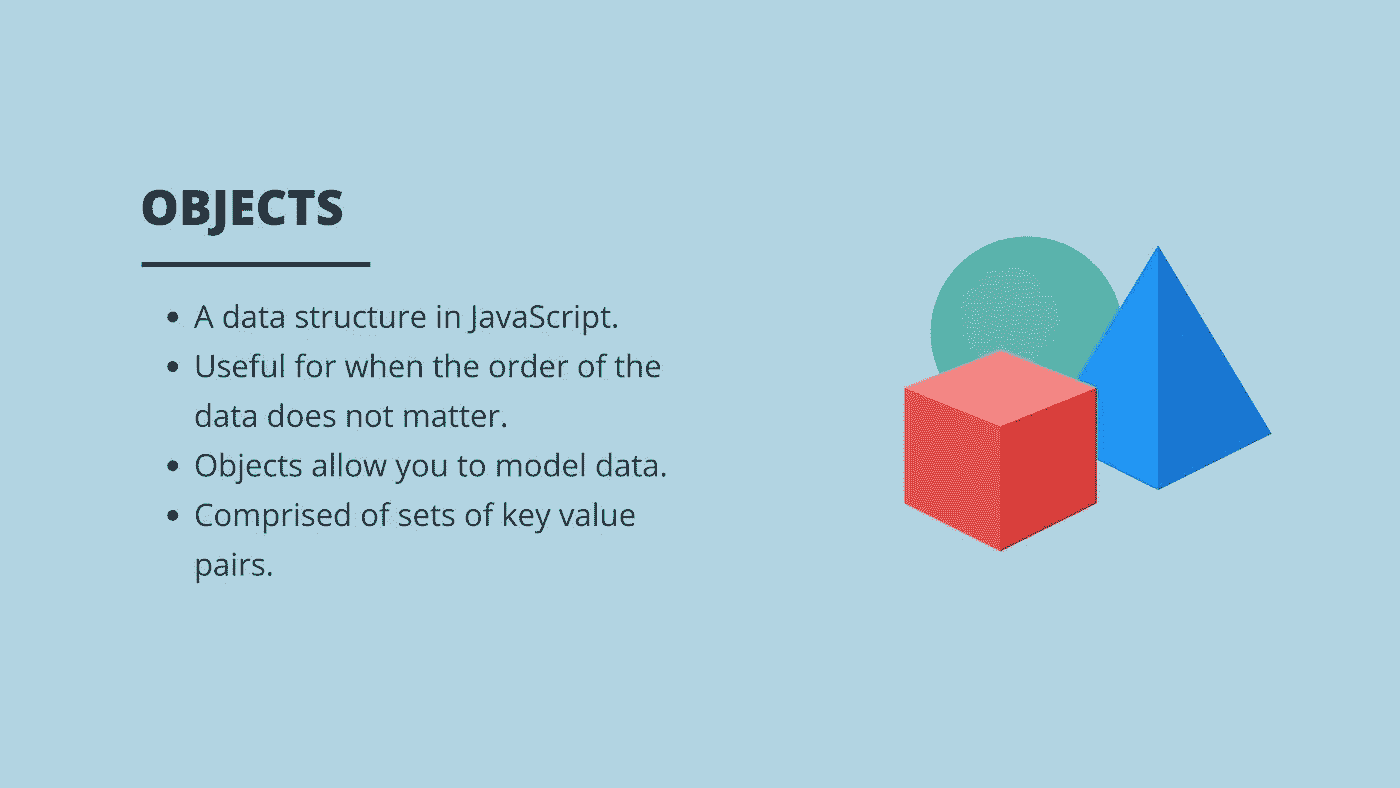 OBJECTS
• A data structure in JavaScript.
• Useful for when the order of the
data does not matter.
• Objects allow you to model data.
• Comprised of sets of key value
pairs.